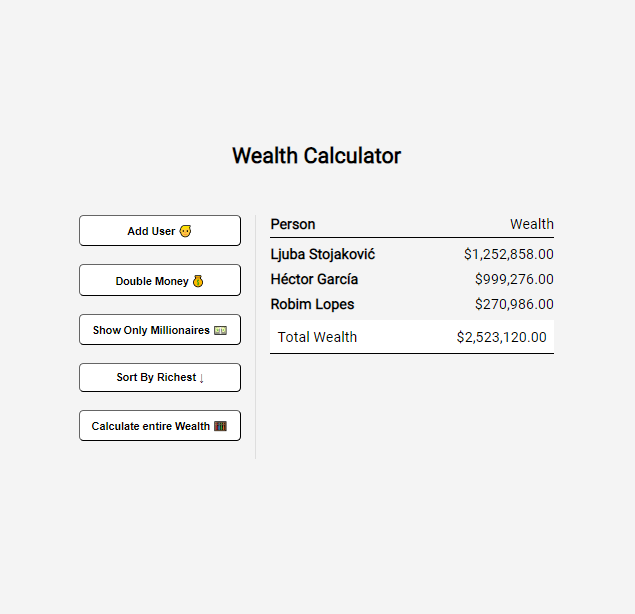 Wealth Calculator
Add User 👱
Double Money 💰
Show Only Millionaires 💵
Sort By Richest ↓
Calculate entire Wealth 🧮
Person Wealth
Ljuba Stojaković $1,252,858.00
Héctor García $999,276.00
Robim Lopes $270,986.00
Total Wealth $2,523,120.00